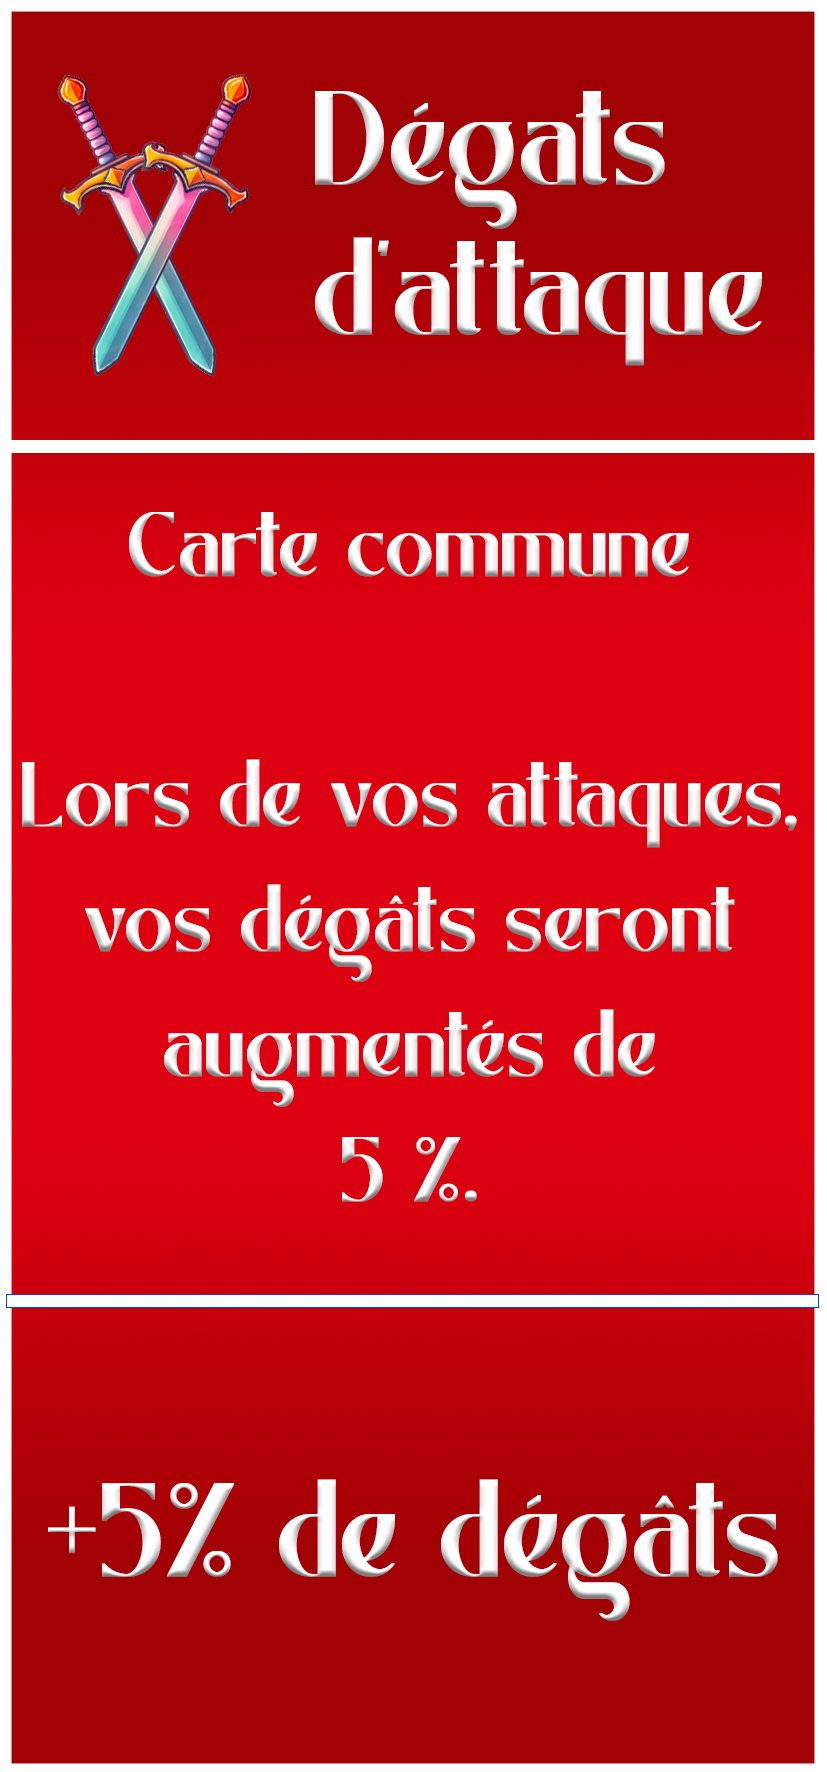 Dégats
d'attaque
Carte commune
Lors de vos attaques,
vos dégâts seront
augmentés de
5 %.
+5% de dégâts